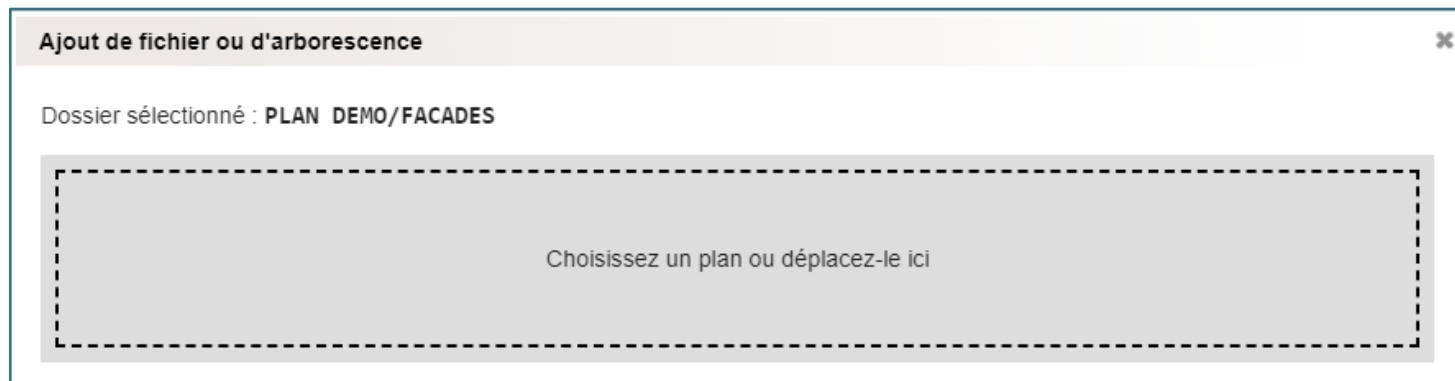 Ajout de fichier ou d'arborescence
Dossier sélectionné : PLAN DEMO/FACADES
Choisissez un plan ou déplacez-le ici